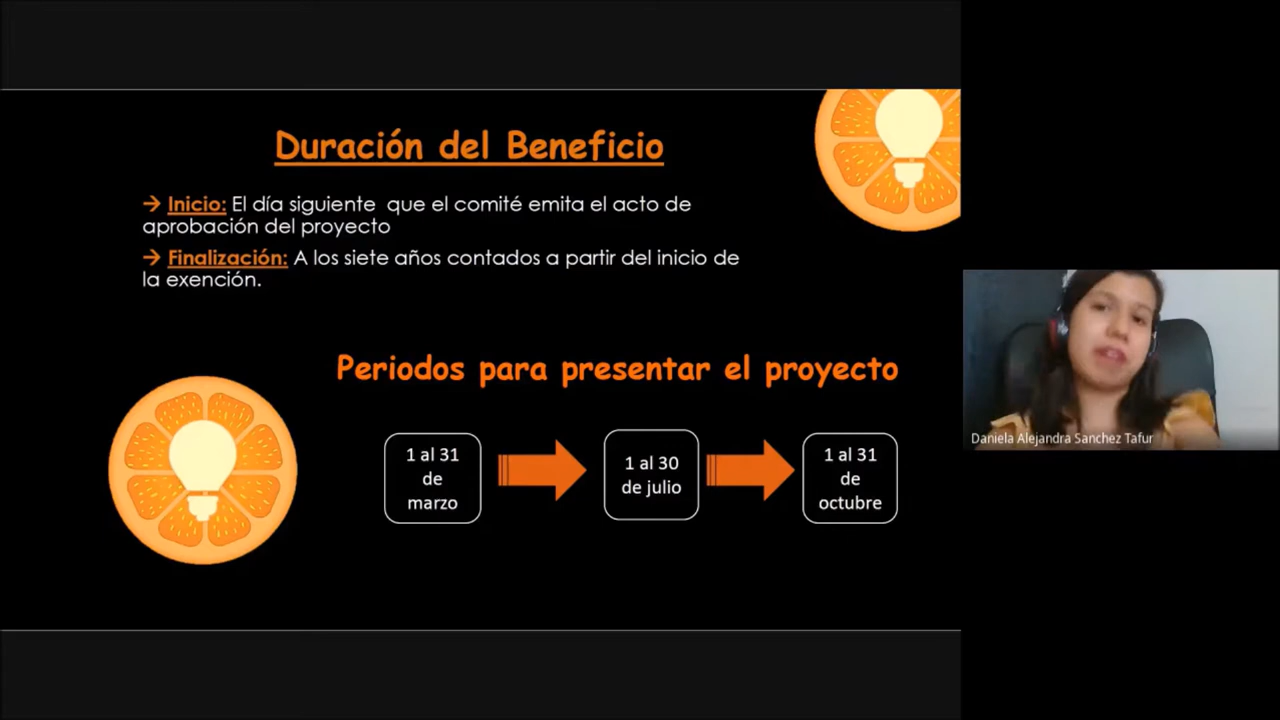 Duración del Beneficio
→ Inicio: El día siguiente que el comité emita el acto de
aprobación del proyecto
→ Finalización: A los siete años contados a partir del inicio de
la exención.
Periodos para presentar el proyecto
1 al 31
de
marzo
1 al 30
de julio
1 al 31
de
octubre
Daniela Alejandra Sanchez Tafur